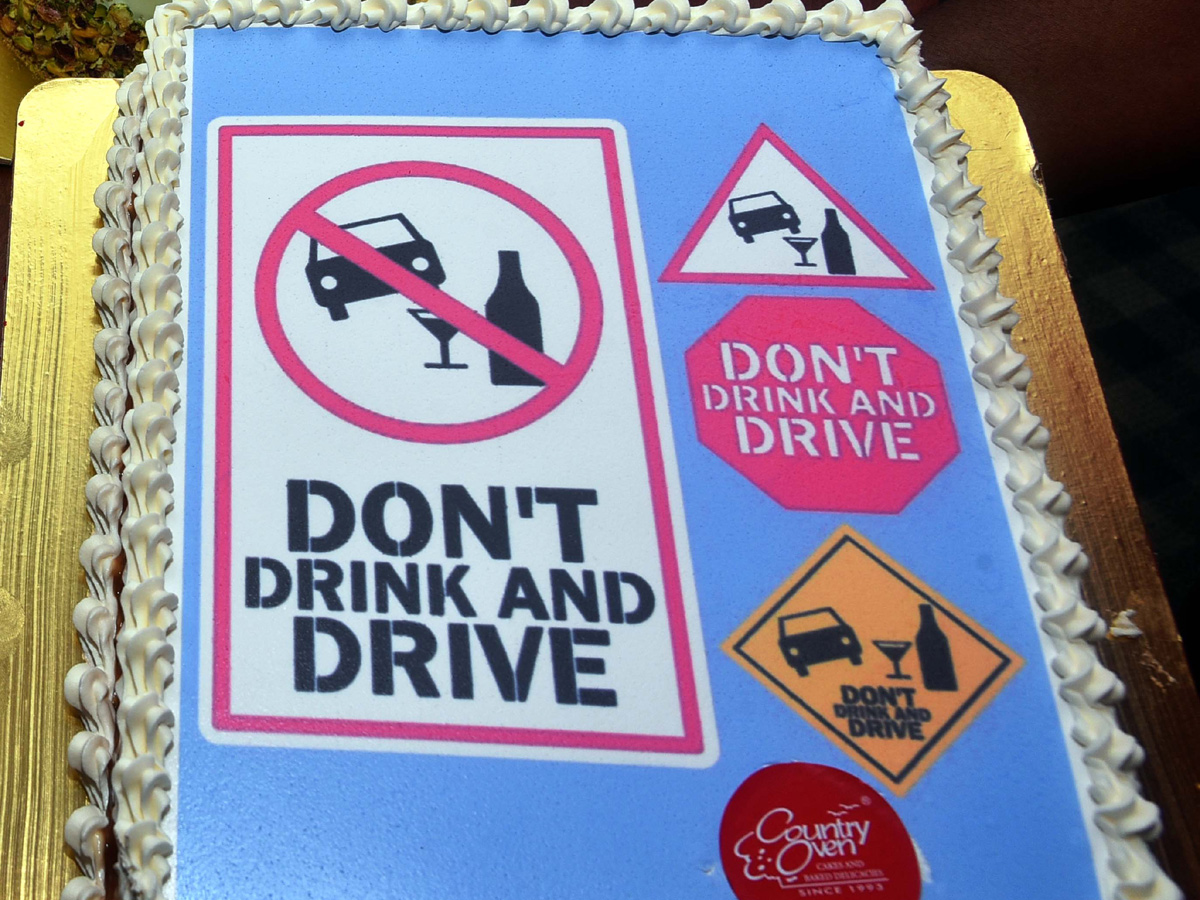 DON'T
DRINK AND
DRIVE
DON'T
DRINK AND
DRIVE
DON'T
DRINK AND
DRIVE
Country
Oven
®
CAKES AND
BAKED DELICACIES
SINCE 1993